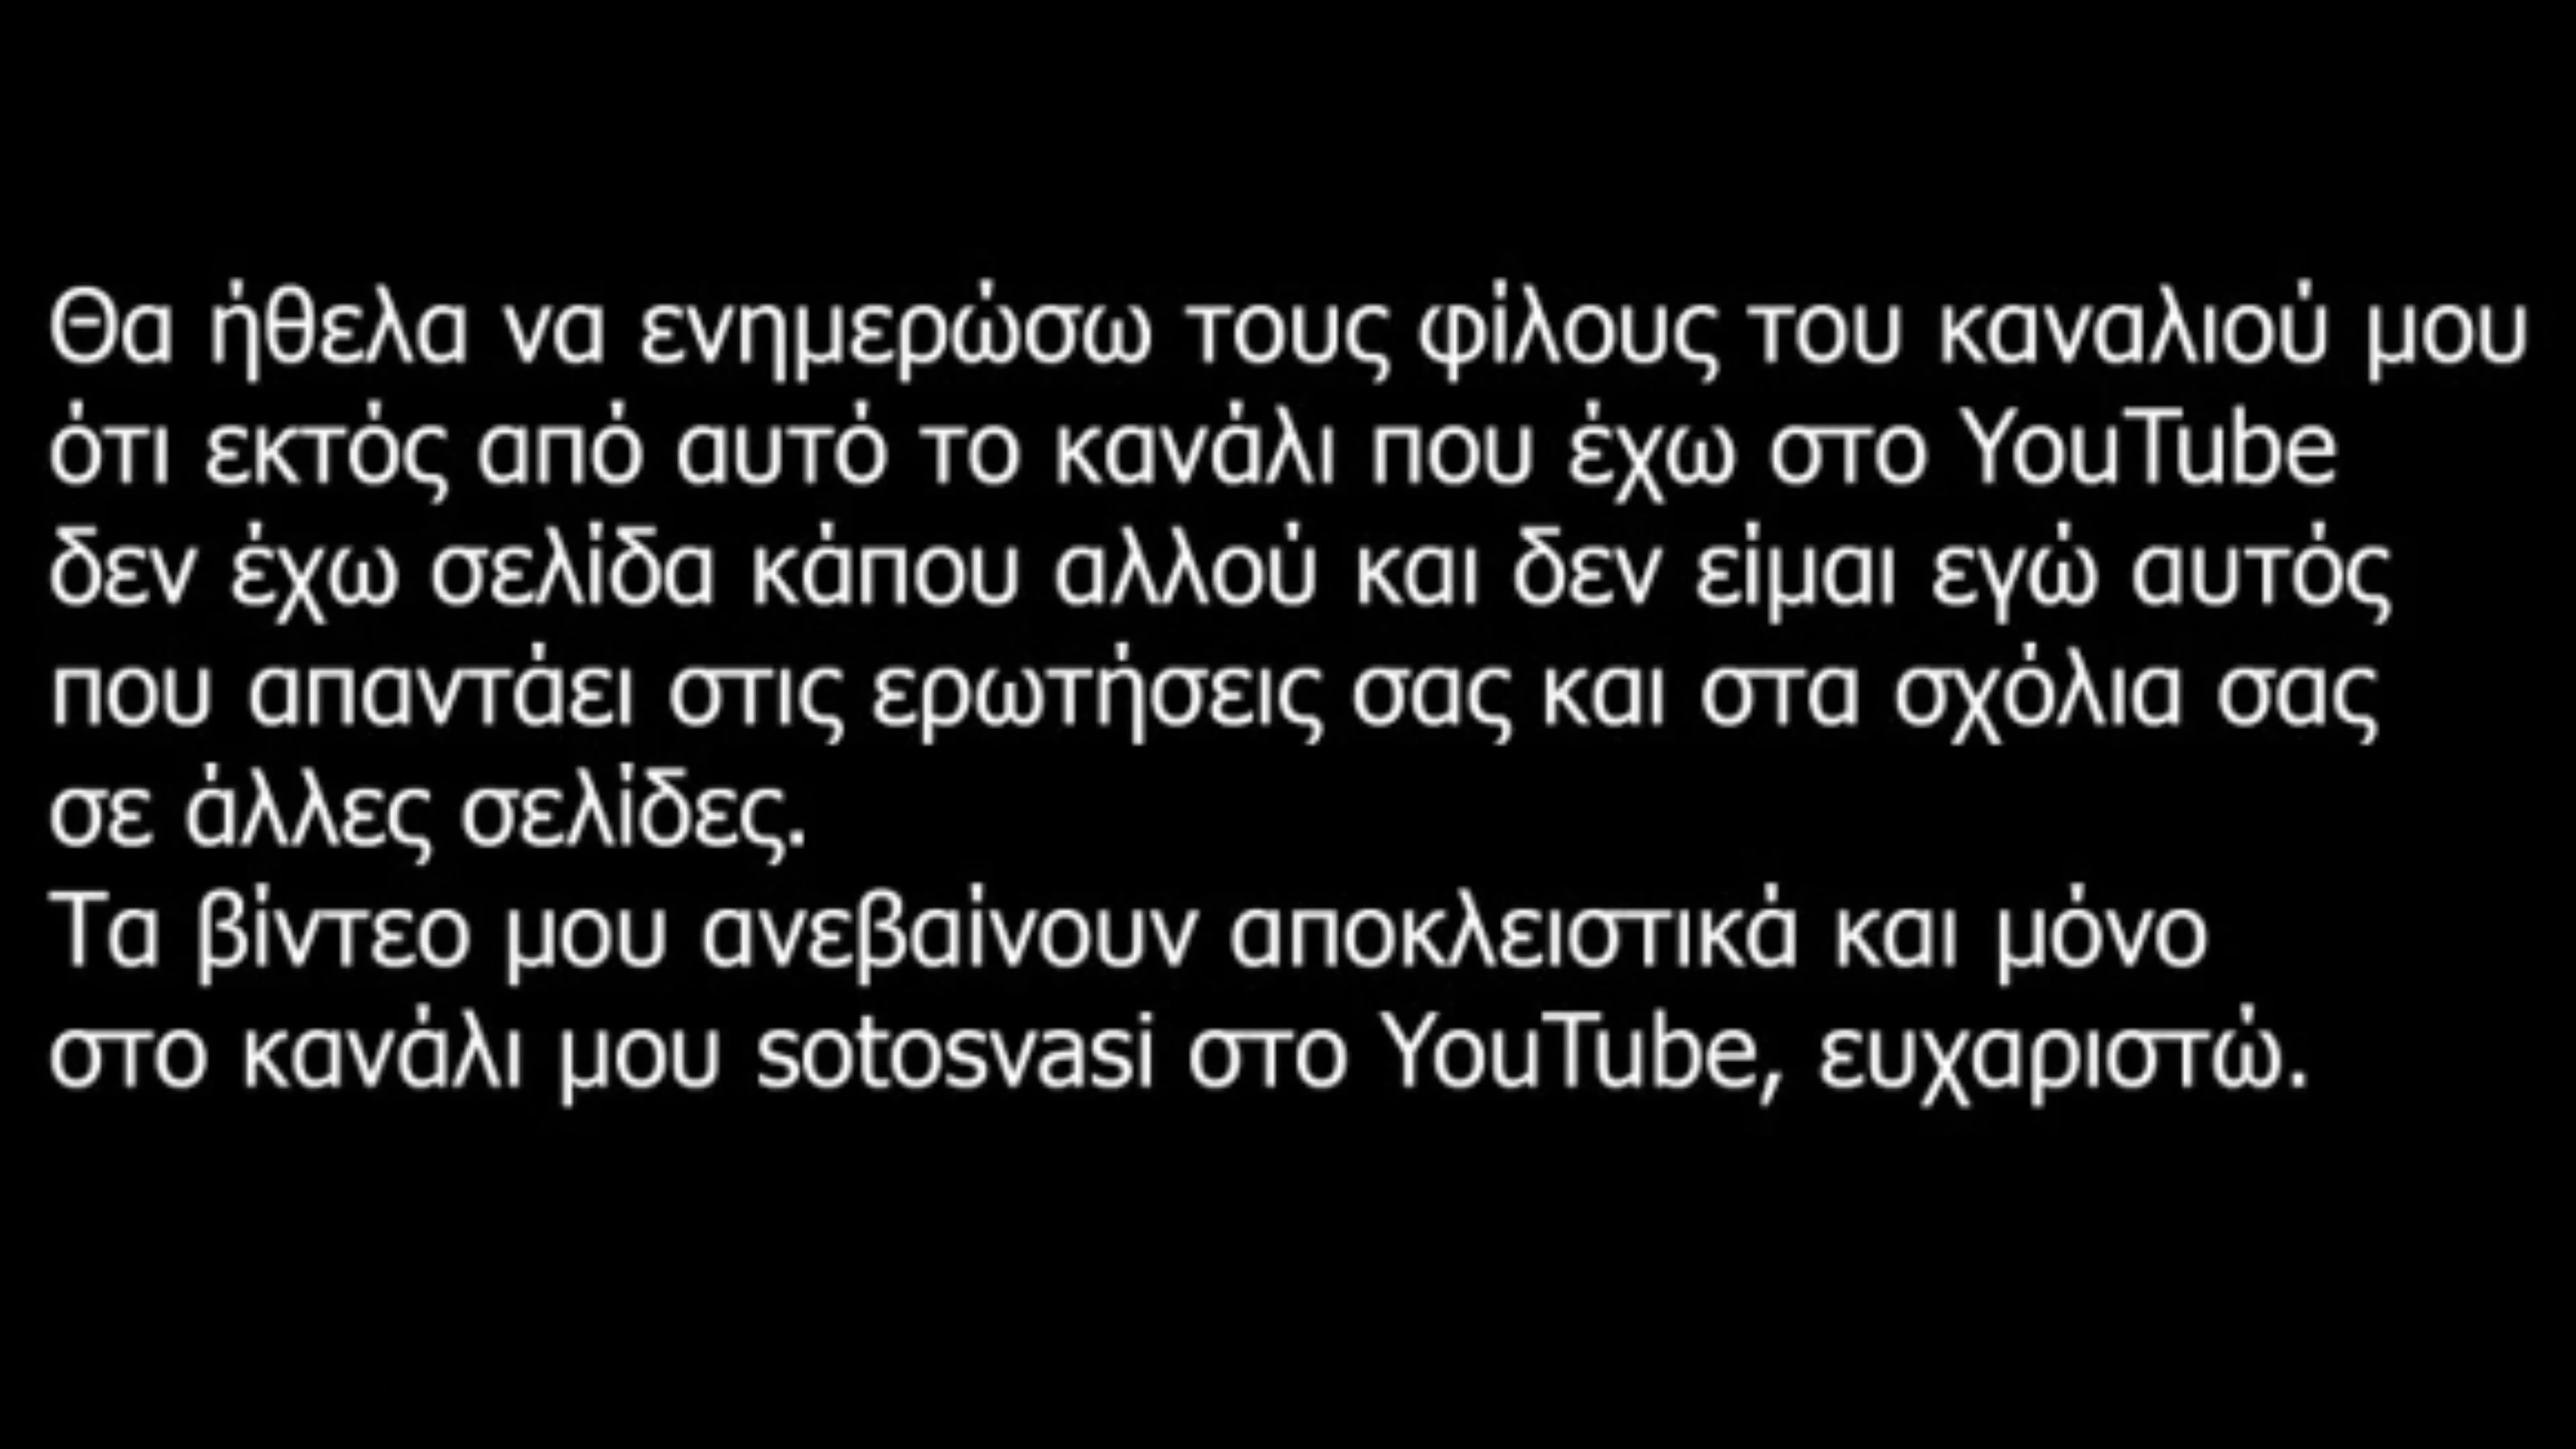 Θα ήθελα να ενημερώσω τους φίλους του καναλιού μου
ότι εκτός από αυτό το κανάλι που έχω στο YouTube
δεν έχω σελίδα κάπου αλλού και δεν είμαι εγώ αυτός
που απαντάει στις ερωτήσεις σας και στα σχόλια σας
σε άλλες σελίδες.
Τα βίντεο μου ανεβαίνουν αποκλειστικά και μόνο
στο κανάλι μου sotosvasi στο YouTube, ευχαριστώ.